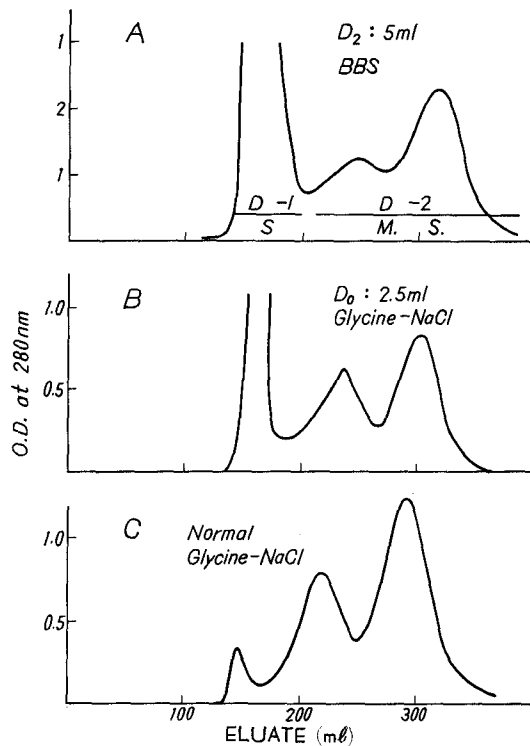 A
D₂ : 5ml
BBS
1
2
1
D -1
D -2
S
M. S.
B
D₀ : 2.5ml
Glycine-NaCl
1.0
0.5
O.D. at 280nm
C
Normal
Glycine-NaCl
1.0
0.5
100
200
300
ELUATE (mℓ)